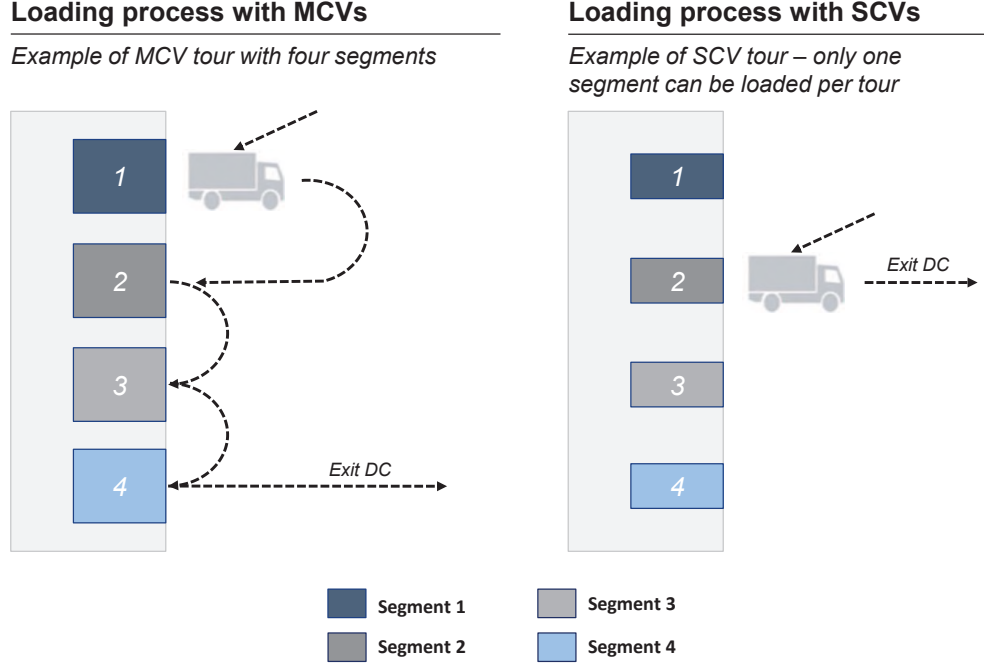 Loading process with MCVs
Example of MCV tour with four segments
1
2
3
4
Exit DC
Loading process with SCVs
Example of SCV tour – only one
segment can be loaded per tour
1
2
3
4
Exit DC
Segment 1
Segment 2
Segment 3
Segment 4